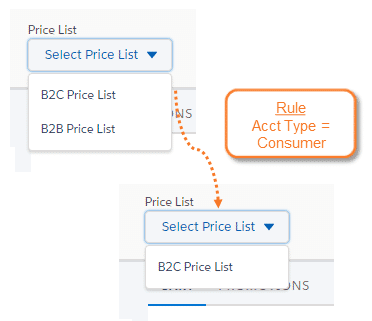 Price List
Select Price List
B2C Price List
B2B Price List
NS
Rule
Acct Type =
Consumer
Price List
Select Price List
B2C Price List